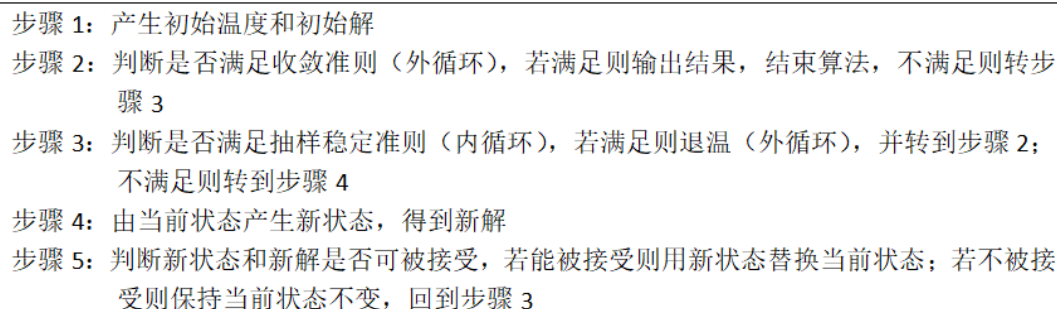 步骤 1：产生初始温度和初始解
步骤 2：判断是否满足收敛准则（外循环），若满足则输出结果，结束算法，不满足则转步
骤 3
步骤 3：判断是否满足抽样稳定准则（内循环），若满足则退温（外循环），并转到步骤 2；
不满足则转到步骤 4
步骤 4：由当前状态产生新状态，得到新解
步骤 5：判断新状态和新解是否可被接受，若能被接受则用新状态替换当前状态；若不被接
受则保持当前状态不变，回到步骤 3